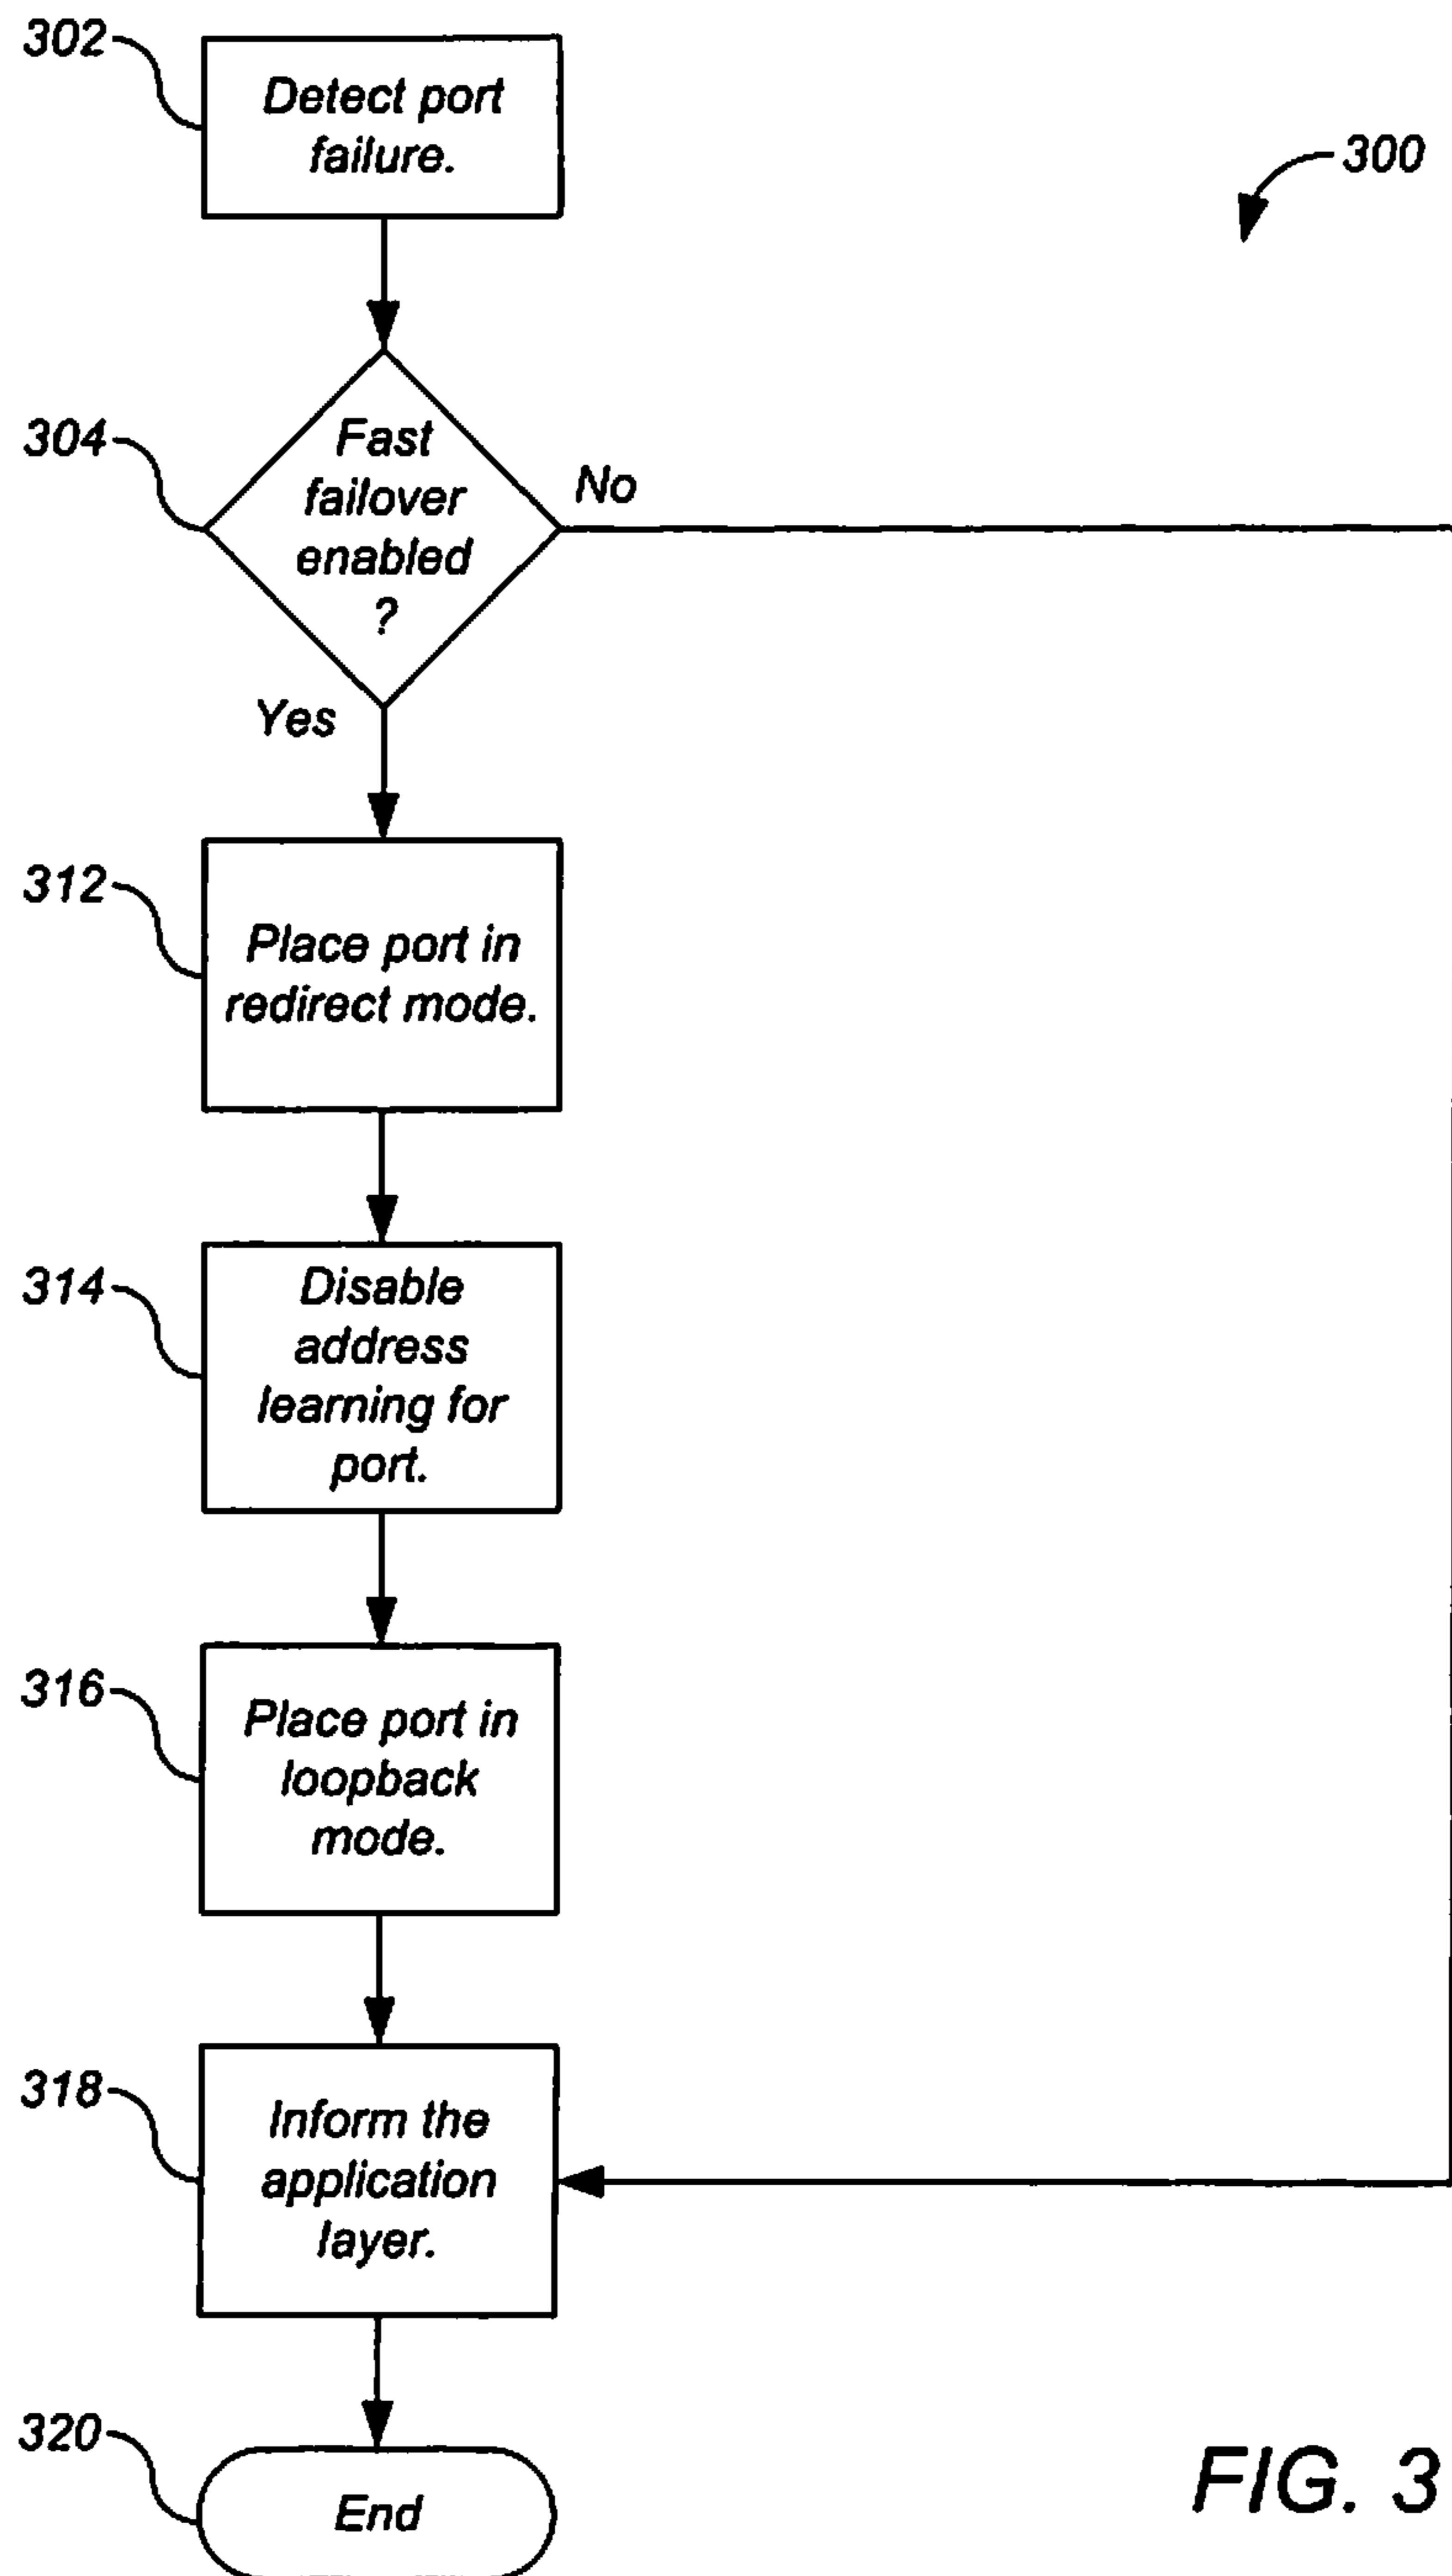 302
Detect port
failure.
300
304
Fast
failover
enabled
?
No
Yes
312
Place port in
redirect mode.
314
Disable
address
learning for
port.
316
Place port in
loopback
mode.
318
Inform the
application
layer.
320
End
FIG. 3